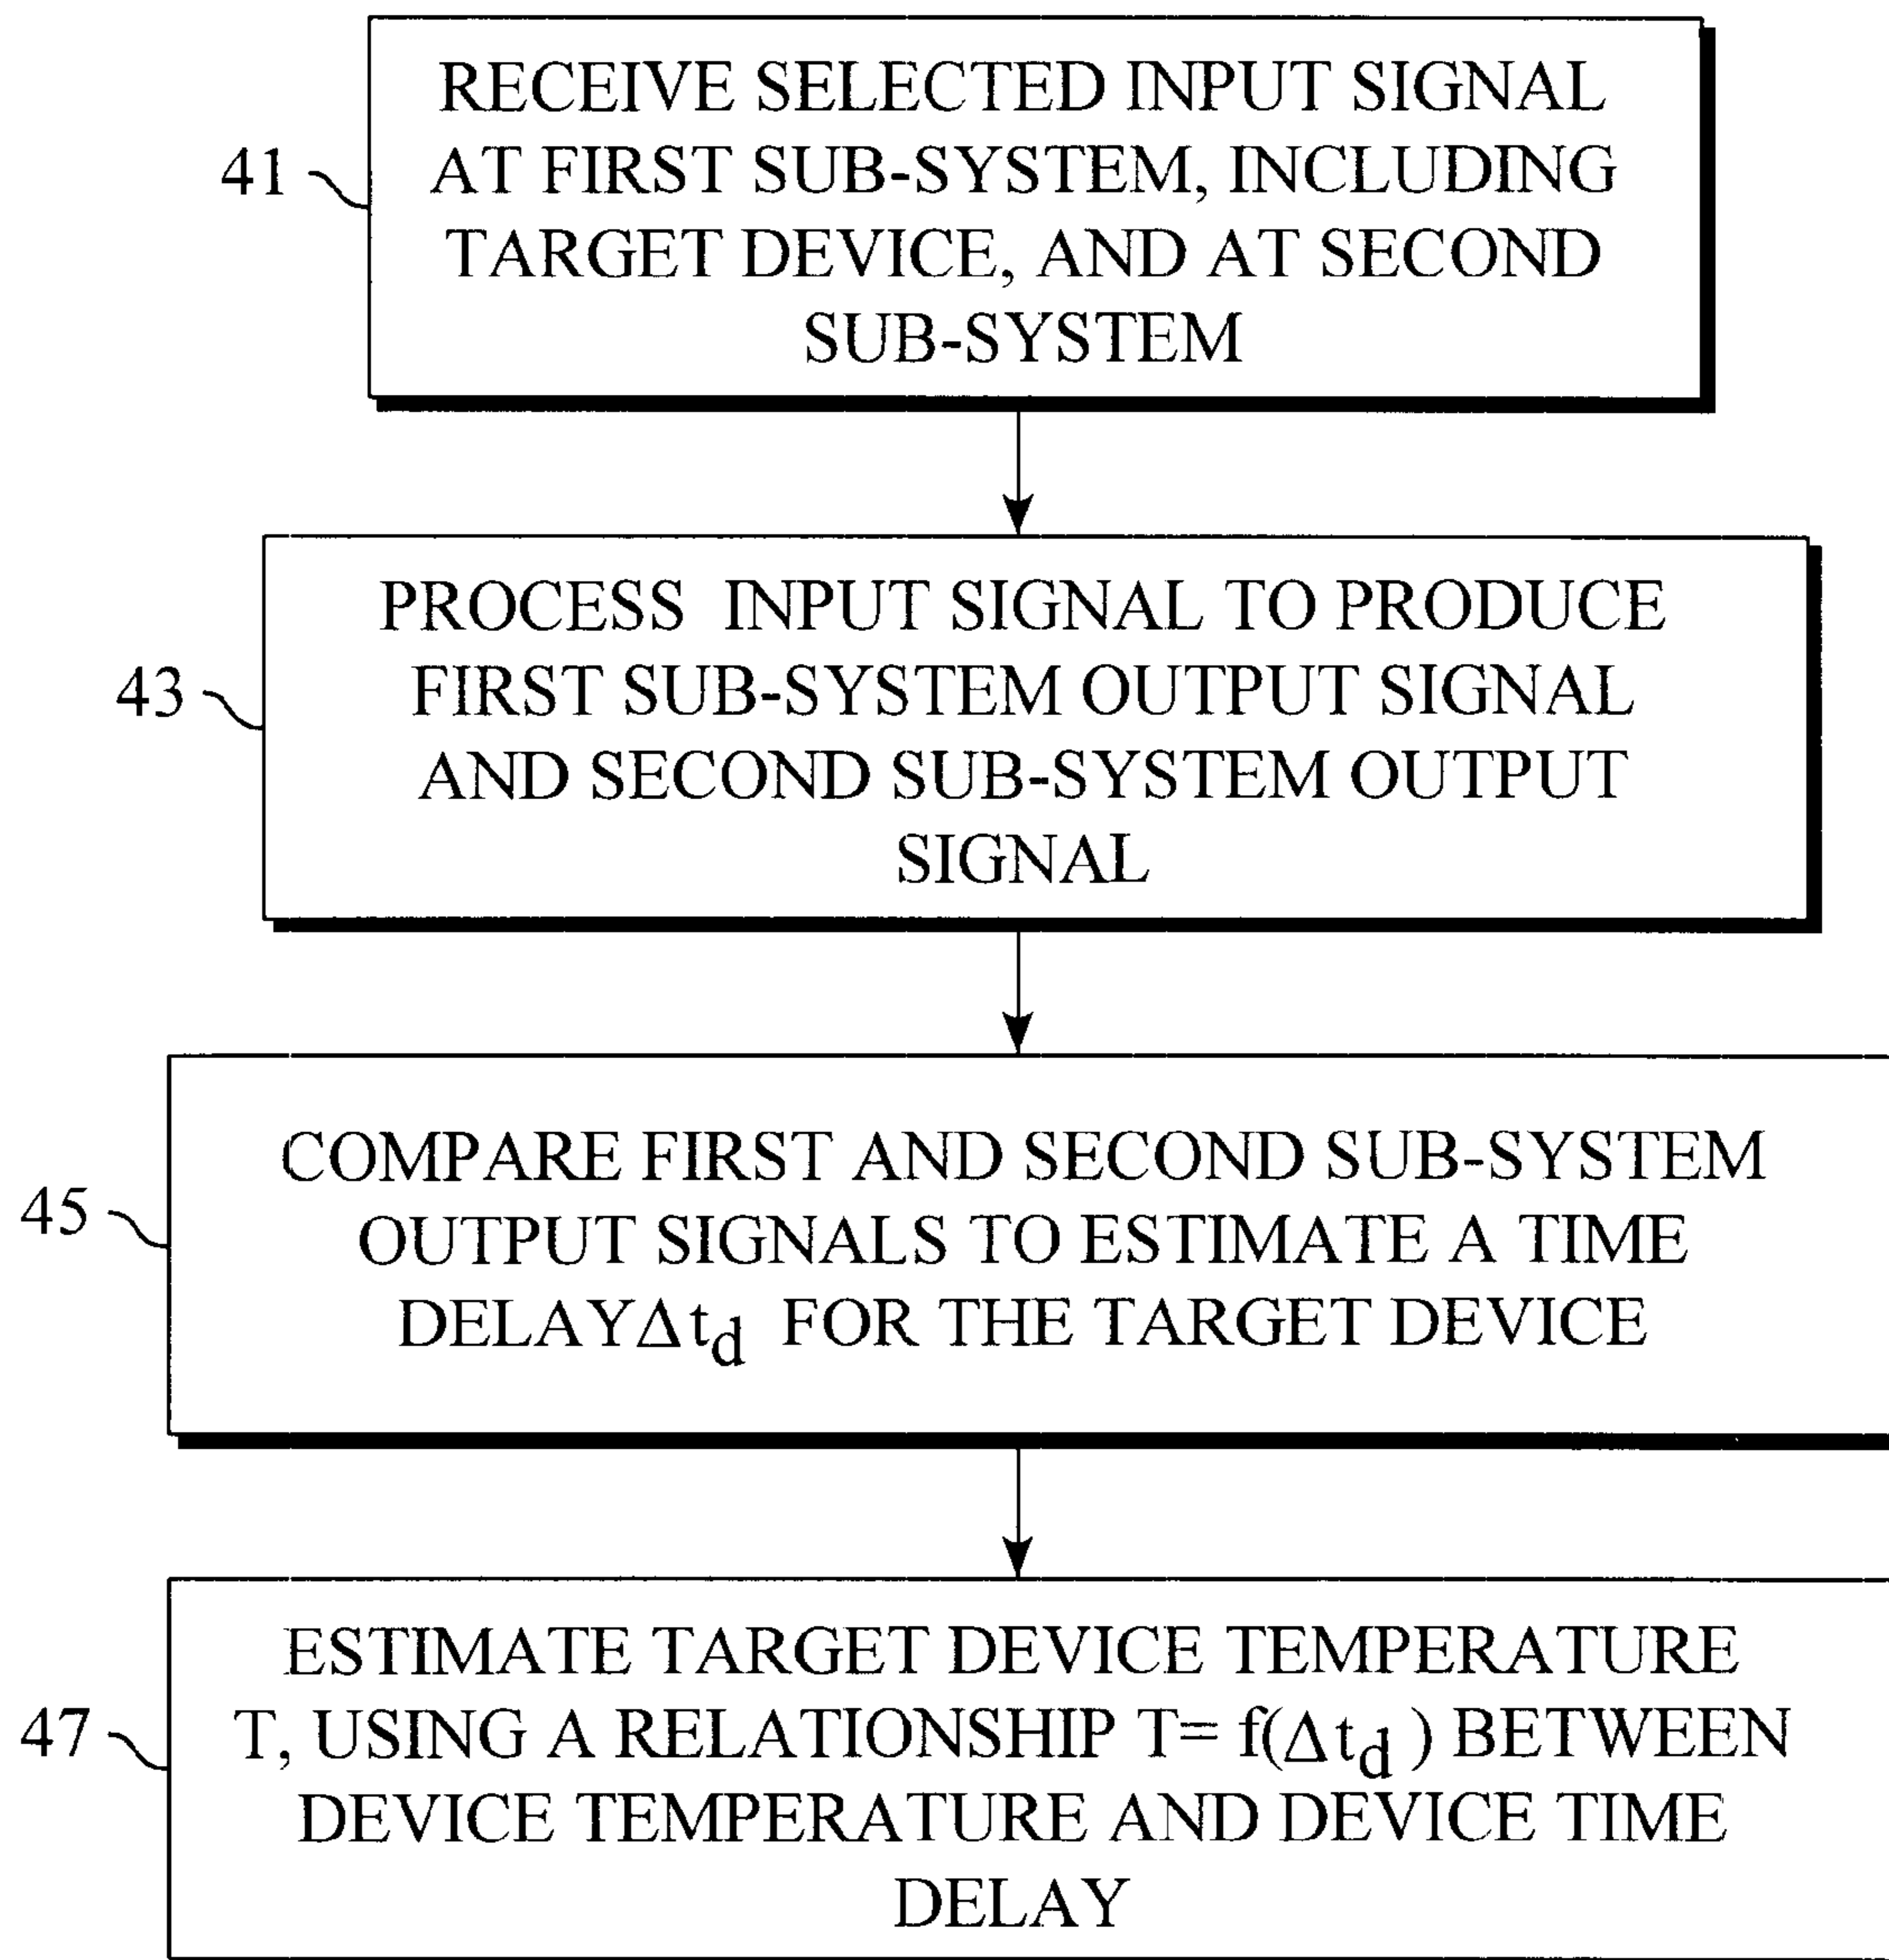 RECEIVE SELECTED INPUT SIGNAL
41
AT FIRST SUB-SYSTEM, INCLUDING
TARGET DEVICE, AND AT SECOND
SUB-SYSTEM
PROCESS INPUT SIGNAL TO PRODUCE
43
FIRST SUB-SYSTEM OUTPUT SIGNAL
AND SECOND SUB-SYSTEM OUTPUT
SIGNAL
COMPARE FIRST AND SECOND SUB-SYSTEM
45
OUTPUT SIGNALS TO ESTIMATE A TIME
DELAY Δt_d FOR THE TARGET DEVICE
ESTIMATE TARGET DEVICE TEMPERATURE
47
T, USING A RELATIONSHIP T= f(Δt_d ) BETWEEN
DEVICE TEMPERATURE AND DEVICE TIME
DELAY